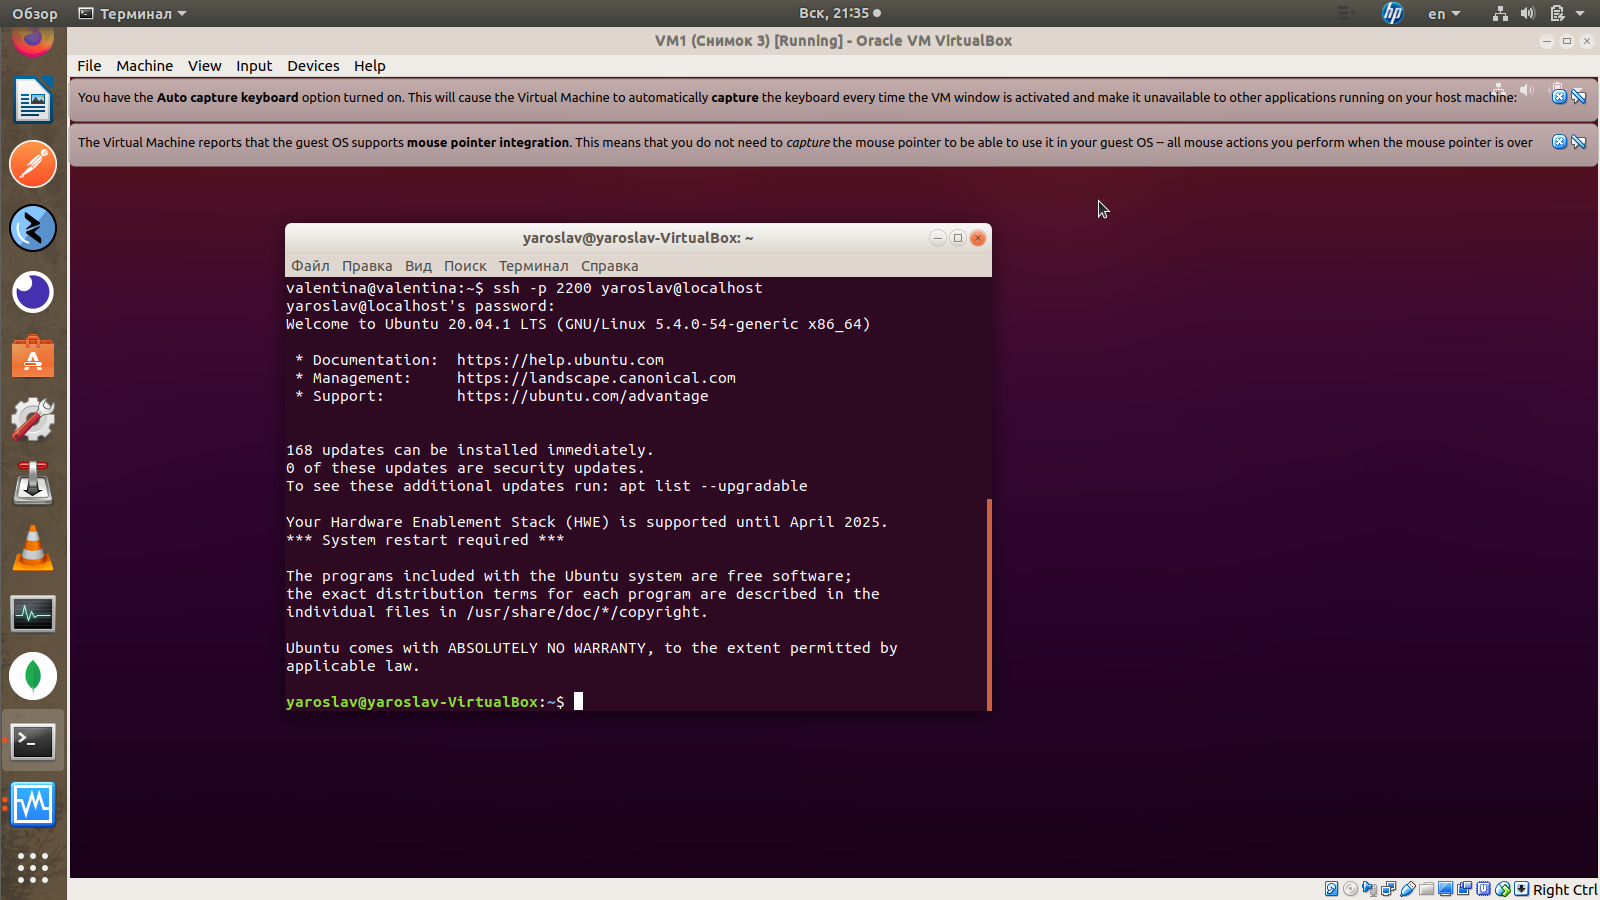 Обзор Терминал Вск, 21:35 hp en
VM1 (Снимок 3) [Running] - Oracle VM VirtualBox
File Machine View Input Devices Help
You have the Auto capture keyboard option turned on. This will cause the Virtual Machine to automatically capture the keyboard every time the VM window is activated and make it unavailable to other applications running on your host machine:
The Virtual Machine reports that the guest OS supports mouse pointer integration. This means that you do not need to capture the mouse pointer to be able to use it in your guest OS -- all mouse actions you perform when the mouse pointer is over
yaroslav@yaroslav-VirtualBox: ~
Файл Правка Вид Поиск Терминал Справка
valentina@valentina:~$ ssh -p 2200 yaroslav@localhost
yaroslav@localhost's password:
Welcome to Ubuntu 20.04.1 LTS (GNU/Linux 5.4.0-54-generic x86_64)
* Documentation: https://help.ubuntu.com
* Management: https://landscape.canonical.com
* Support: https://ubuntu.com/advantage
168 updates can be installed immediately.
0 of these updates are security updates.
To see these additional updates run: apt list --upgradable
Your Hardware Enablement Stack (HWE) is supported until April 2025.
*** System restart required ***
The programs included with the Ubuntu system are free software;
the exact distribution terms for each program are described in the
individual files in /usr/share/doc/*/copyright.
Ubuntu comes with ABSOLUTELY NO WARRANTY, to the extent permitted by
applicable law.
yaroslav@yaroslav-VirtualBox:~$
Right Ctrl